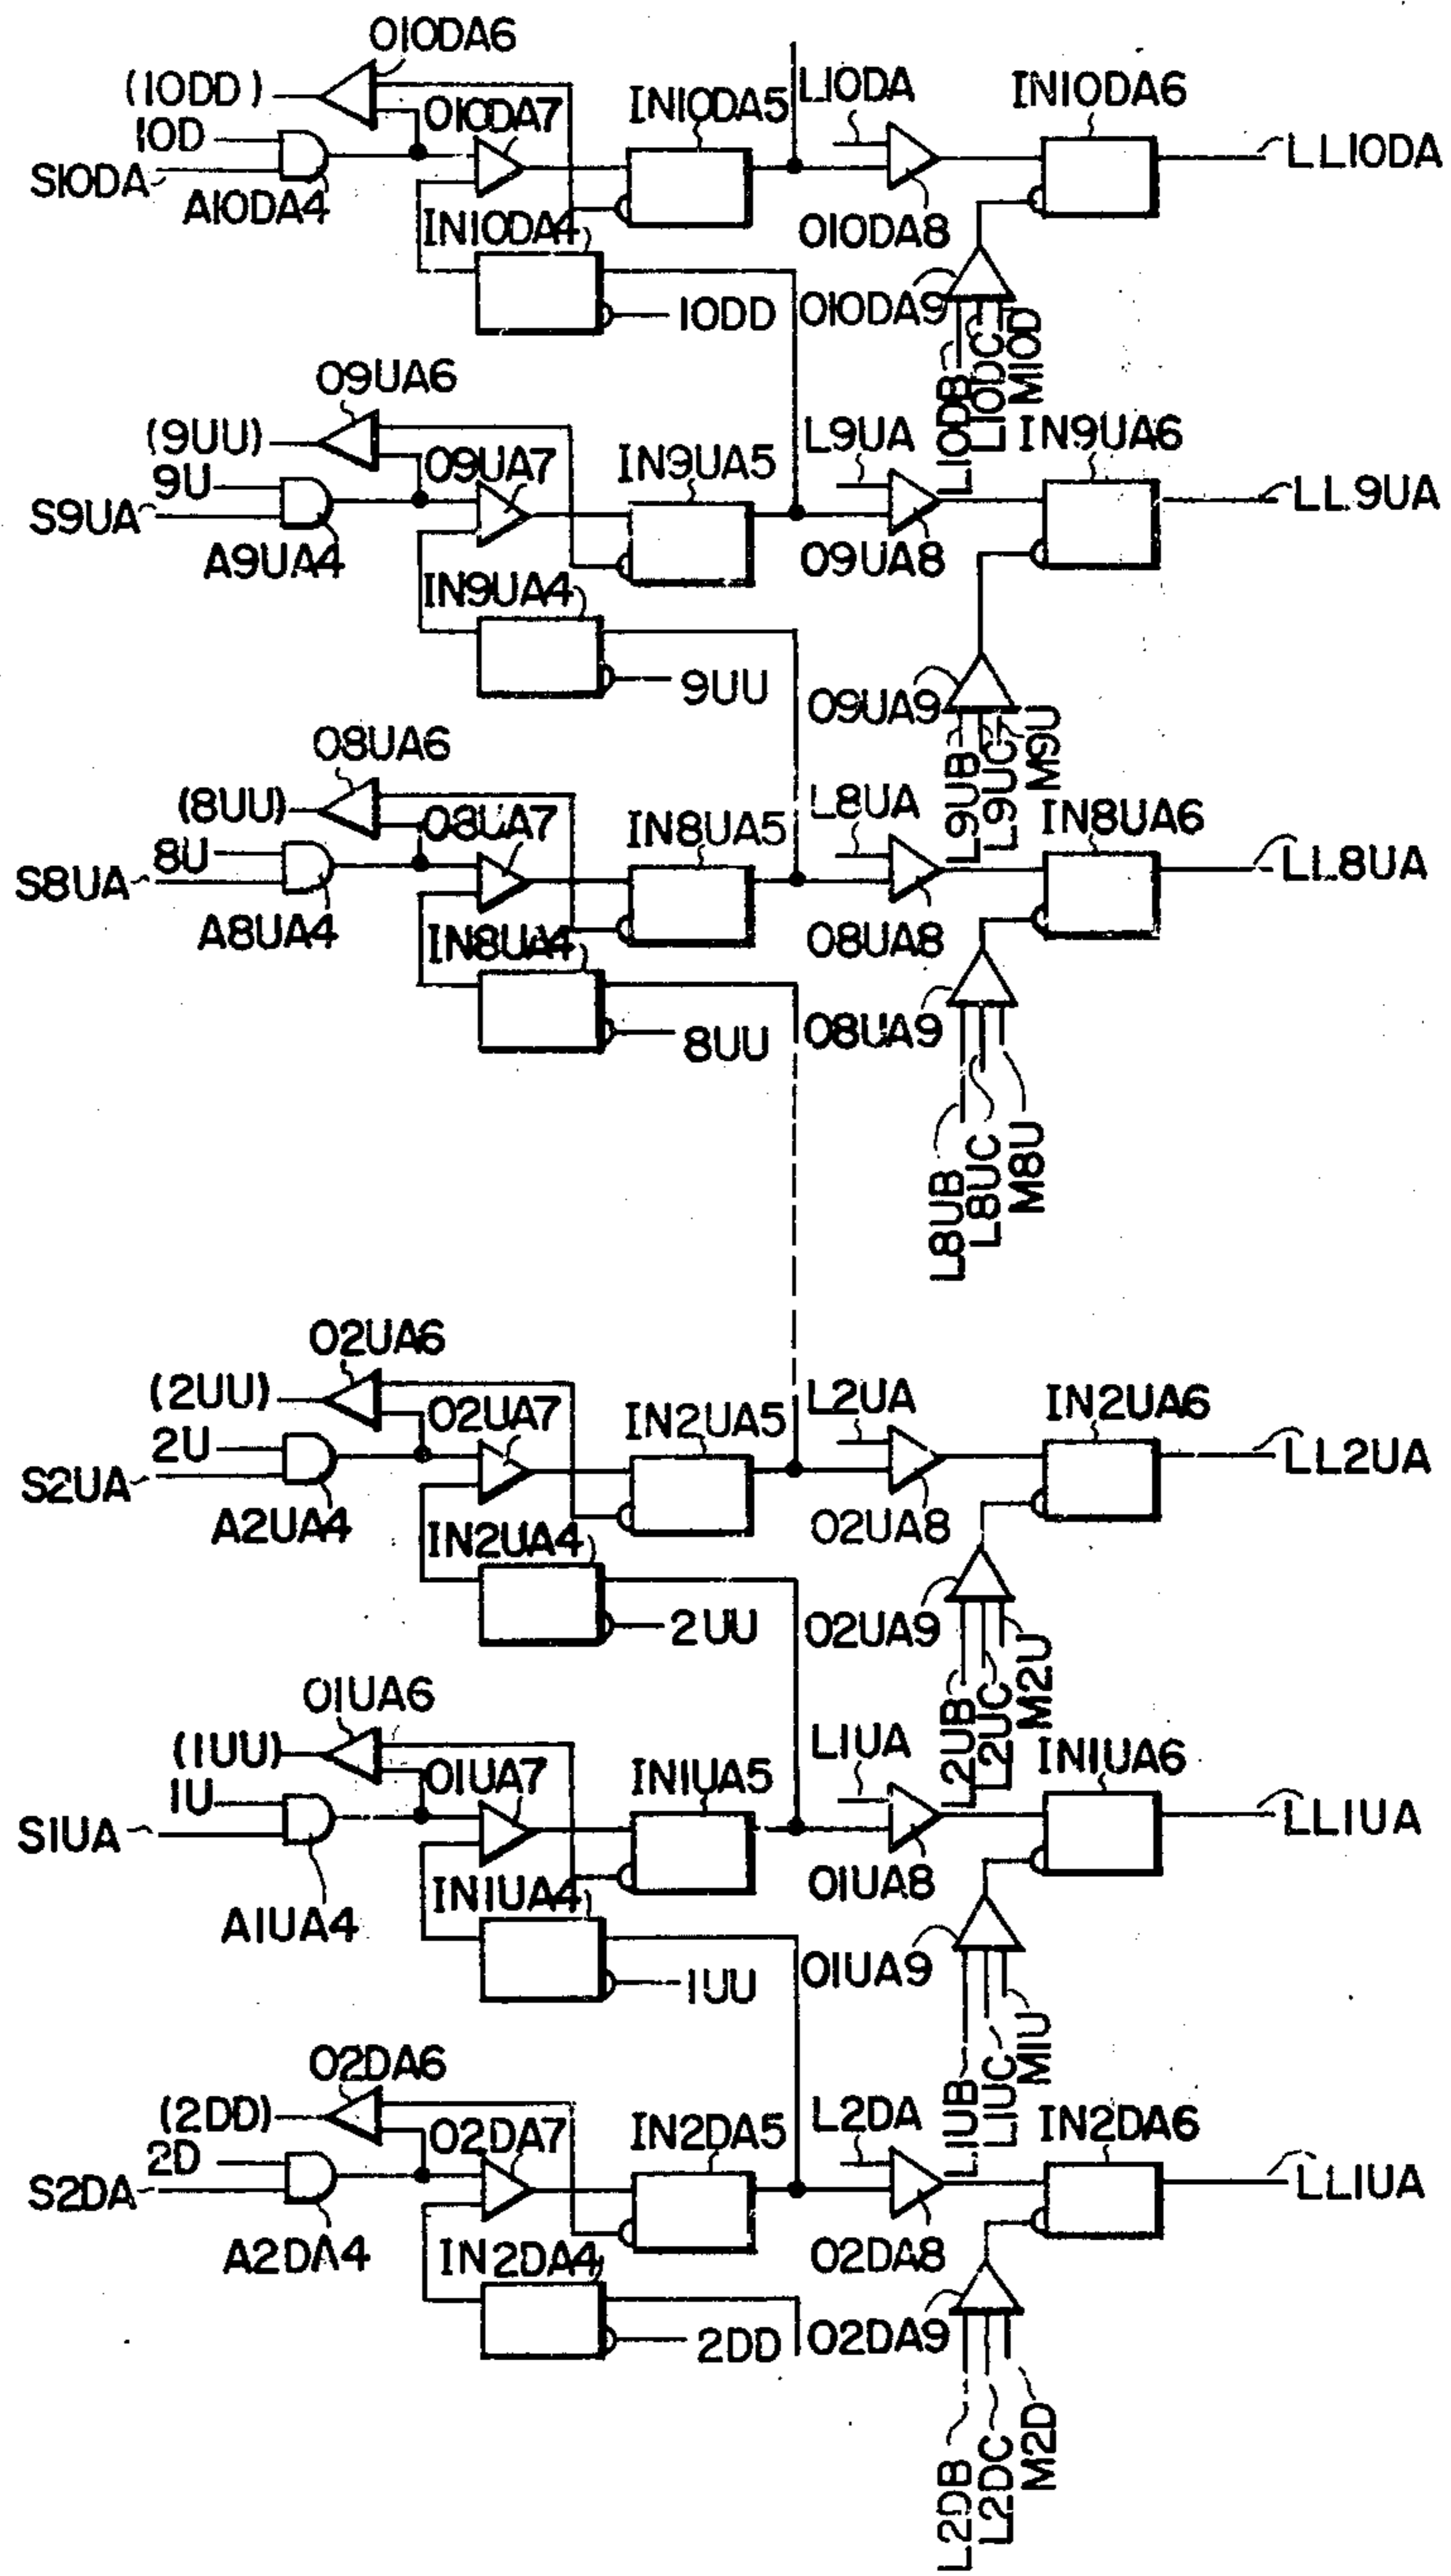 O10DA6
(10DD)
10D
S10DA
A10DA4
O10DA7
IN10DA5
L10DA
IN10DA6
LL10DA
IN10DA4
O10DA8
10DD
O10DA9
L10DB
L10DC
M10D
O9UA6
(9UU)
9U
S9UA
A9UA4
O9UA7
IN9UA5
L9UA
IN9UA6
LL9UA
IN9UA4
O9UA8
9UU
O9UA9
L9UB
L9UC
M9U
O8UA6
(8UU)
8U
S8UA
A8UA4
O8UA7
IN8UA5
L8UA
IN8UA6
LL8UA
IN8UA4
O8UA8
8UU
O8UA9
L8UB
L8UC
M8U
O2UA6
(2UU)
2U
S2UA
A2UA4
O2UA7
IN2UA5
L2UA
IN2UA6
LL2UA
IN2UA4
O2UA8
2UU
O2UA9
L2UB
L2UC
M2U
O1UA6
(1UU)
1U
S1UA
A1UA4
O1UA7
IN1UA5
L1UA
IN1UA6
LL1UA
IN1UA4
O1UA8
1UU
O1UA9
L1UB
L1UC
M1U
O2DA6
(2DD)
2D
S2DA
A2DA4
O2DA7
IN2DA5
L2DA
IN2DA6
LL1UA
IN2DA4
O2DA8
2DD
O2DA9
L2DB
L2DC
M2D